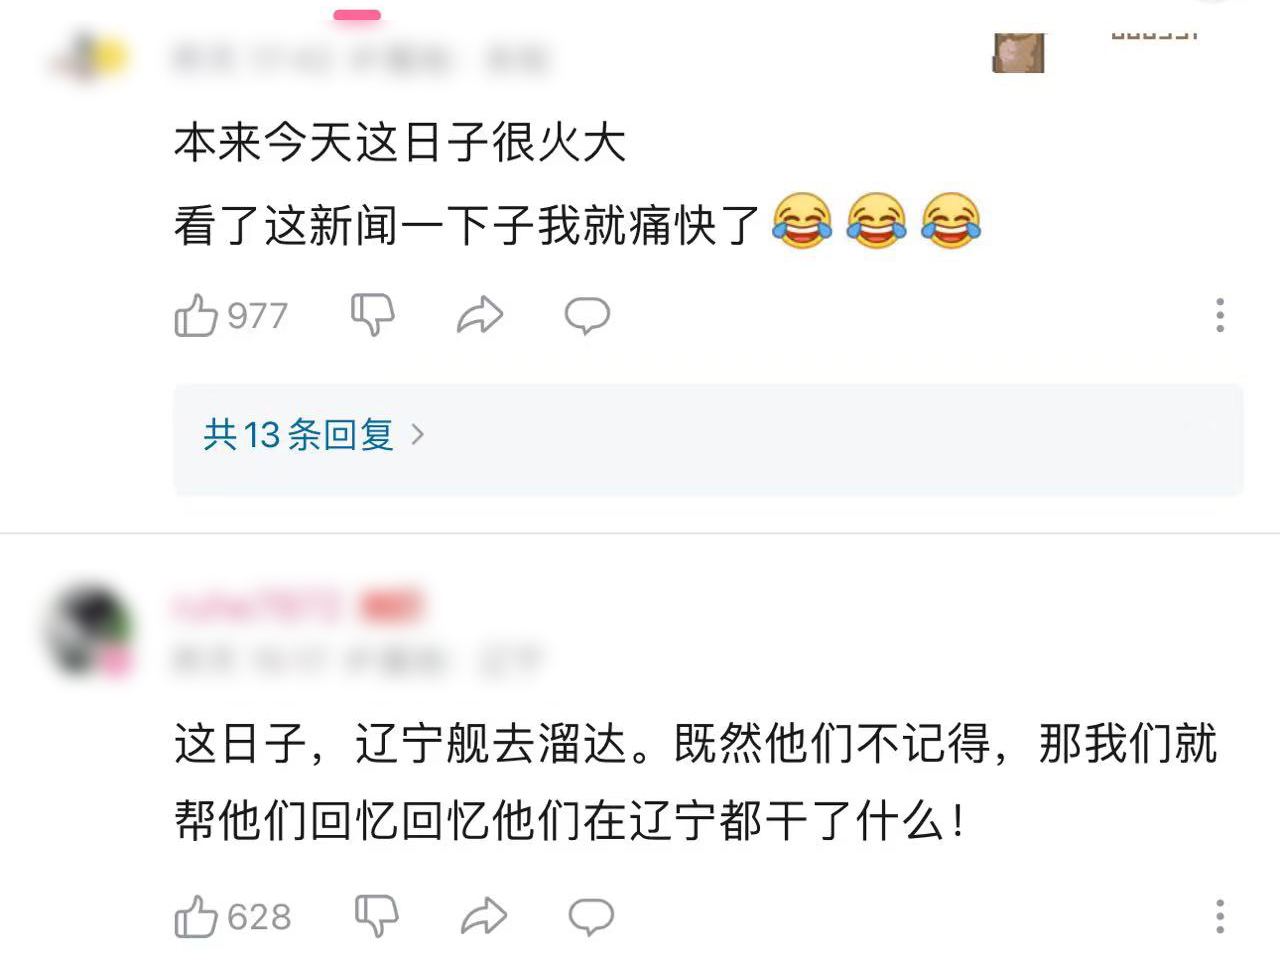 本来今天这日子很火大
看了这新闻一下子我就痛快了😂😂😂
977
共13条回复 >
这日子，辽宁舰去溜达。既然他们不记得，那我们就
帮他们回忆回忆他们在辽宁都干了什么！
628